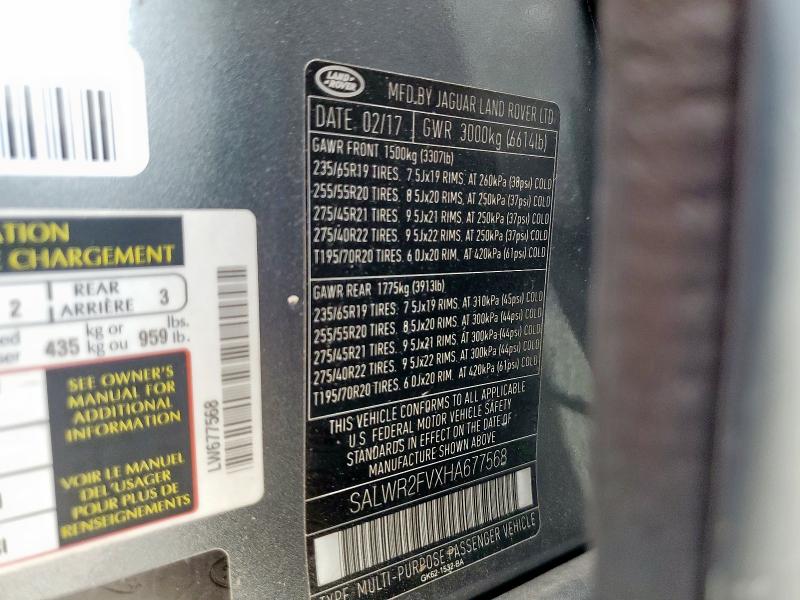 LAND ROVER
MFD.BY JAGUAR LAND ROVER LTD
DATE 02/17 GWR 3000kg (6614lb)
GAWR FRONT 1500kg (3307lb)
235/65R19 TIRES. 7.5Jx19 RIMS. AT 260kPa (38psi) COLD
255/55R20 TIRES. 8.5Jx20 RIMS. AT 250kPa (37psi) COLD
275/45R21 TIRES. 9.5Jx21 RIMS. AT 250kPa (37psi) COLD
275/40R22 TIRES. 9.5Jx22 RIMS. AT 250kPa (37psi) COLD
T195/70R20 TIRES. 6.0Jx20 RIM. AT 420kPa (61psi) COLD
GAWR REAR 1775kg (3913lb)
235/65R19 TIRES. 7.5Jx19 RIMS. AT 310kPa (45psi) COLD
255/55R20 TIRES. 8.5Jx20 RIMS. AT 300kPa (44psi) COLD
275/45R21 TIRES. 9.5Jx21 RIMS. AT 300kPa (44psi) COLD
275/40R22 TIRES. 9.5Jx22 RIMS. AT 300kPa (44psi) COLD
T195/70R20 TIRES. 6.0Jx20 RIM. AT 420kPa (61psi) COLD
THIS VEHICLE CONFORMS TO ALL APPLICABLE
U.S FEDERAL MOTOR VEHICLE SAFETY
STANDARDS IN EFFECT ON THE DATE OF
MANUFACTURE SHOWN ABOVE
SALWR2FVXHA677568
TYPE MULTI-PURPOSE PASSENGER VEHICLE
GK62-1532-BA
CHARGEMENT
2 REAR ARRIÈRE 3
435 kg or kg ou 959 lbs. lb.
SEE OWNER'S
MANUAL FOR
ADDITIONAL
INFORMATION
VOIR LE MANUEL
DEL'USAGER
POUR PLUS DE
RENSEIGNEMENTS
LW677568